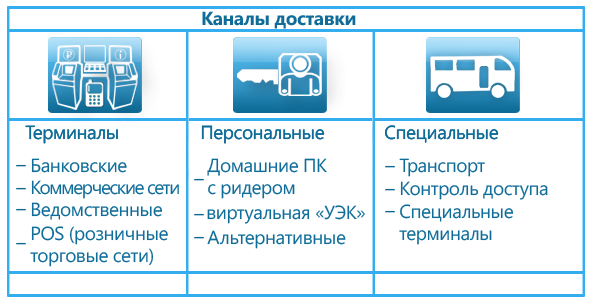 Каналы доставки
Терминалы
– Банковские
– Коммерческие сети
– Ведомственные
– POS (розничные
торговые сети)
Персональные
– Домашние ПК
с ридером
– виртуальная «УЭК»
– Альтернативные
Специальные
– Транспорт
– Контроль доступа
– Специальные
терминалы